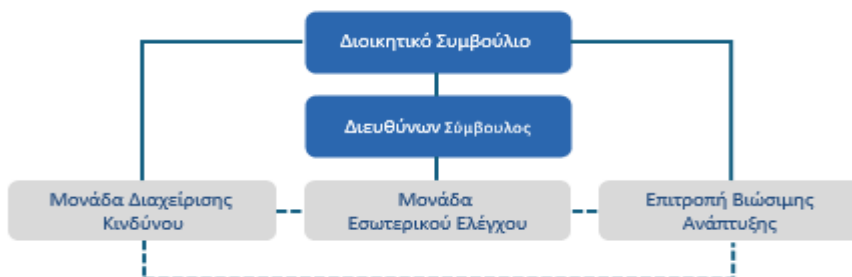 Διοικητικό Συμβούλιο
Διευθύνων Σύμβουλος
Μονάδα Διαχείρισης
Κινδύνου
Μονάδα
Εσωτερικού Ελέγχου
Επιτροπή Βιώσιμης
Ανάπτυξης